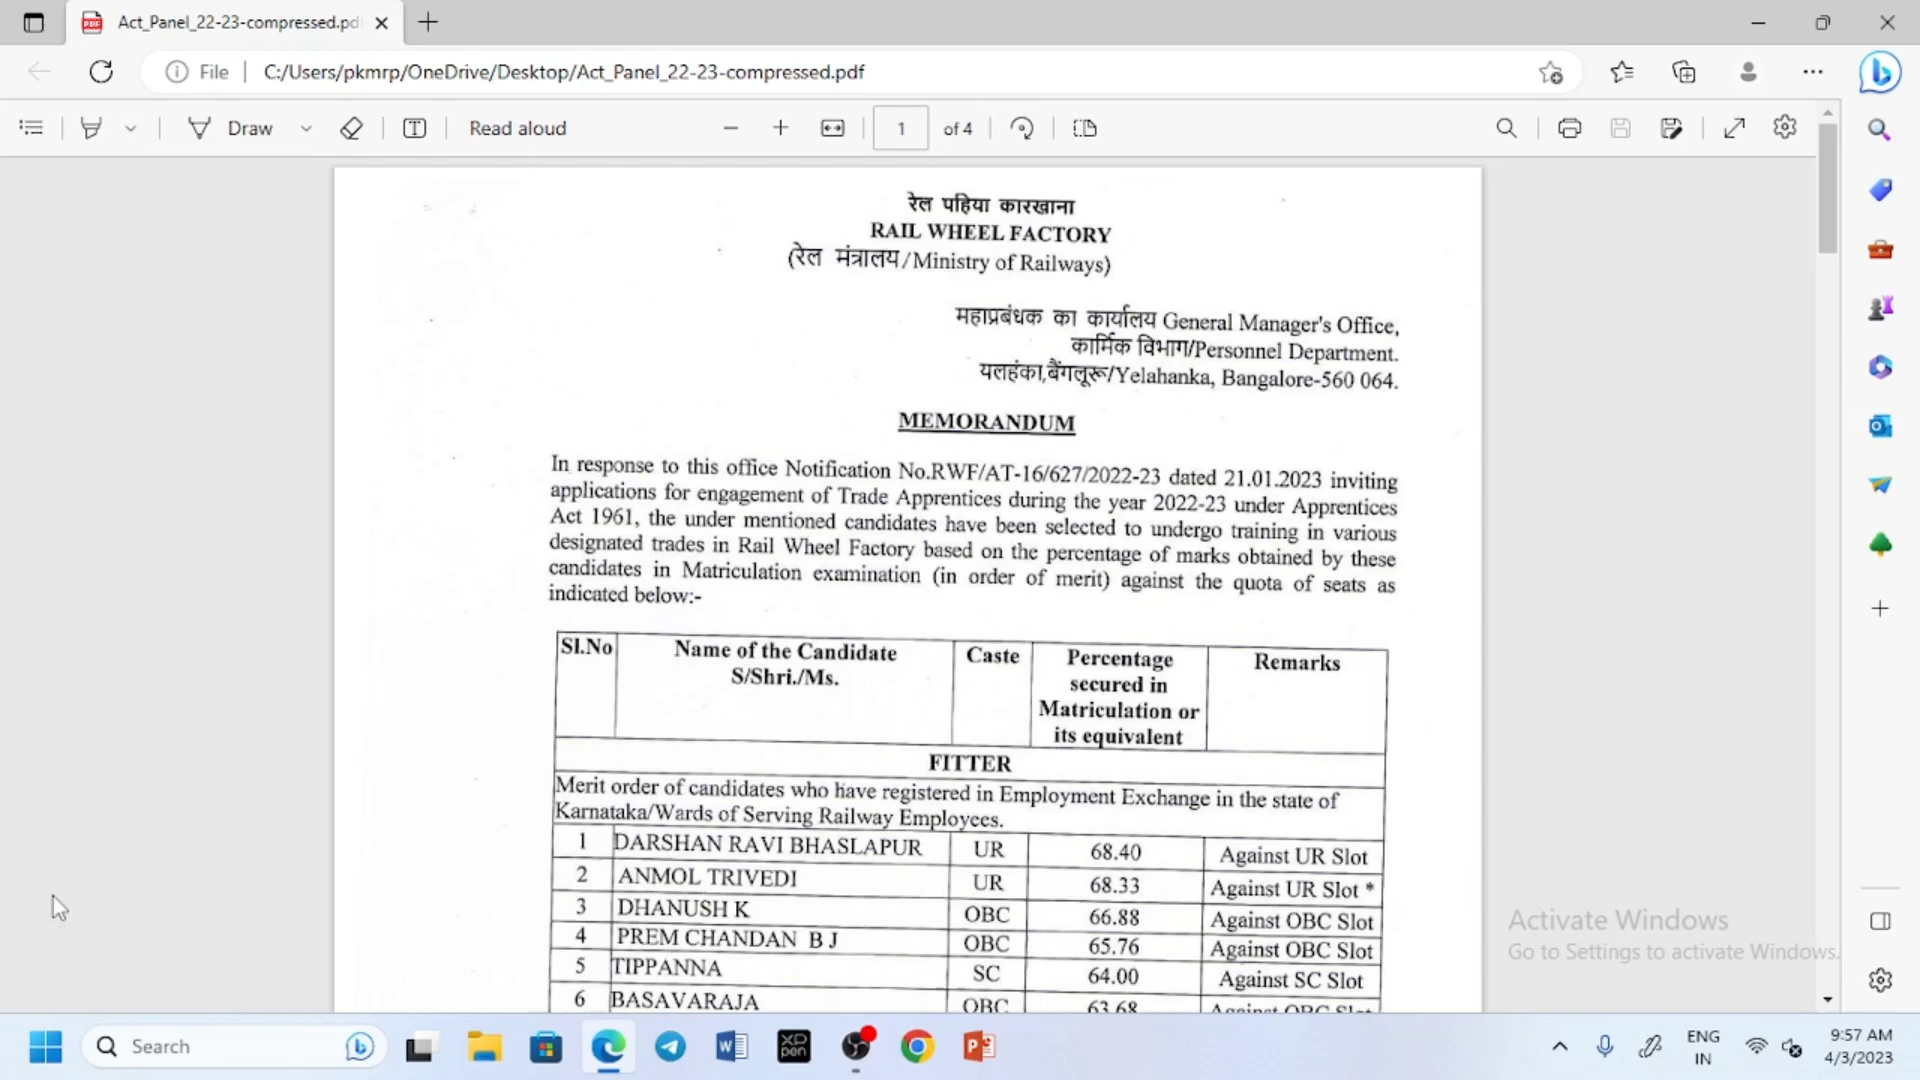 Act_Panel_22-23-compressed.pd
File
C:/Users/pkmrp/OneDrive/Desktop/Act_Panel_22-23-compressed.pdf
Draw
Read aloud
1
of 4
रेल पहिया कारखाना
RAIL WHEEL FACTORY
(रेल मंत्रालय/Ministry of Railways)
महाप्रबंधक का कार्यालय General Manager's Office,
कार्मिक विभाग/Personnel Department.
यलहंका,बैंगलूरू/Yelahanka, Bangalore-560 064.
MEMORANDUM
In response to this office Notification No.RWF/AT-16/627/2022-23 dated 21.01.2023 inviting
applications for engagement of Trade Apprentices during the year 2022-23 under Apprentices
Act 1961, the under mentioned candidates have been selected to undergo training in various
designated trades in Rail Wheel Factory based on the percentage of marks obtained by these
candidates in Matriculation examination (in order of merit) against the quota of seats as
indicated below:-
Sl.No Name of the Candidate Caste Percentage Remarks
S/Shri./Ms. secured in
Matriculation or
its equivalent
FITTER
Merit order of candidates who have registered in Employment Exchange in the state of
Karnataka/Wards of Serving Railway Employees.
1 DARSHAN RAVI BHASLAPUR UR 68.40 Against UR Slot
2 ANMOL TRIVEDI UR 68.33 Against UR Slot *
3 DHANUSH K OBC 66.88 Against OBC Slot
4 PREM CHANDAN B J OBC 65.76 Against OBC Slot
5 TIPPANNA SC 64.00 Against SC Slot
6 BASAVARAJA OBC 63.68 Against OBC Slot
Activate Windows
Go to Settings to activate Windows.
Search
XP
pen
ENG
IN
9:57 AM
4/3/2023